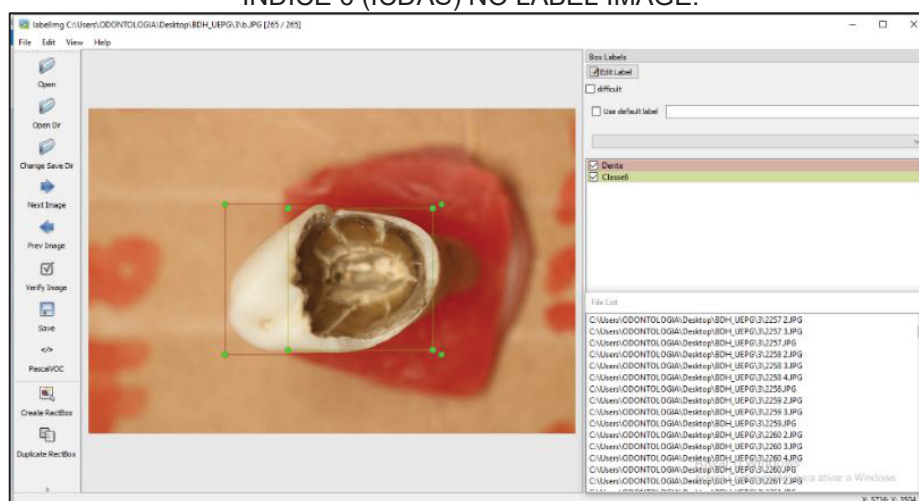 ÍNDICE 6 (ICDAS) NO LABEL IMAGE.
labelImg C:\Users\ODONTOLOGIA\Desktop\BDH_UEPG\3\b.JPG [265 / 265]
File Edit View Help
Open
Open Dir
Change Save Dir
Next Image
Prev Image
Verify Image
Save
</>
PascalVOC
Create RectBox
Duplicate RectBox
Box Labels
Edit Label
difficult
Use default label
Dente
Classe6
File List
C:\Users\ODONTOLOGIA\Desktop\BDH_UEPG\3\2257 2.JPG
C:\Users\ODONTOLOGIA\Desktop\BDH_UEPG\3\2257 3.JPG
C:\Users\ODONTOLOGIA\Desktop\BDH_UEPG\3\2257.JPG
C:\Users\ODONTOLOGIA\Desktop\BDH_UEPG\3\2258 2.JPG
C:\Users\ODONTOLOGIA\Desktop\BDH_UEPG\3\2258 3.JPG
C:\Users\ODONTOLOGIA\Desktop\BDH_UEPG\3\2258 4.JPG
C:\Users\ODONTOLOGIA\Desktop\BDH_UEPG\3\2258.JPG
C:\Users\ODONTOLOGIA\Desktop\BDH_UEPG\3\2259 2.JPG
C:\Users\ODONTOLOGIA\Desktop\BDH_UEPG\3\2259 3.JPG
C:\Users\ODONTOLOGIA\Desktop\BDH_UEPG\3\2259.JPG
C:\Users\ODONTOLOGIA\Desktop\BDH_UEPG\3\2260 2.JPG
C:\Users\ODONTOLOGIA\Desktop\BDH_UEPG\3\2260 3.JPG
C:\Users\ODONTOLOGIA\Desktop\BDH_UEPG\3\2260 4.JPG
C:\Users\ODONTOLOGIA\Desktop\BDH_UEPG\3\2260.JPG
C:\Users\ODONTOLOGIA\Desktop\BDH_UEPG\3\2261 2.JPG
para ativar o Windows.
X: 5716; Y: 3504